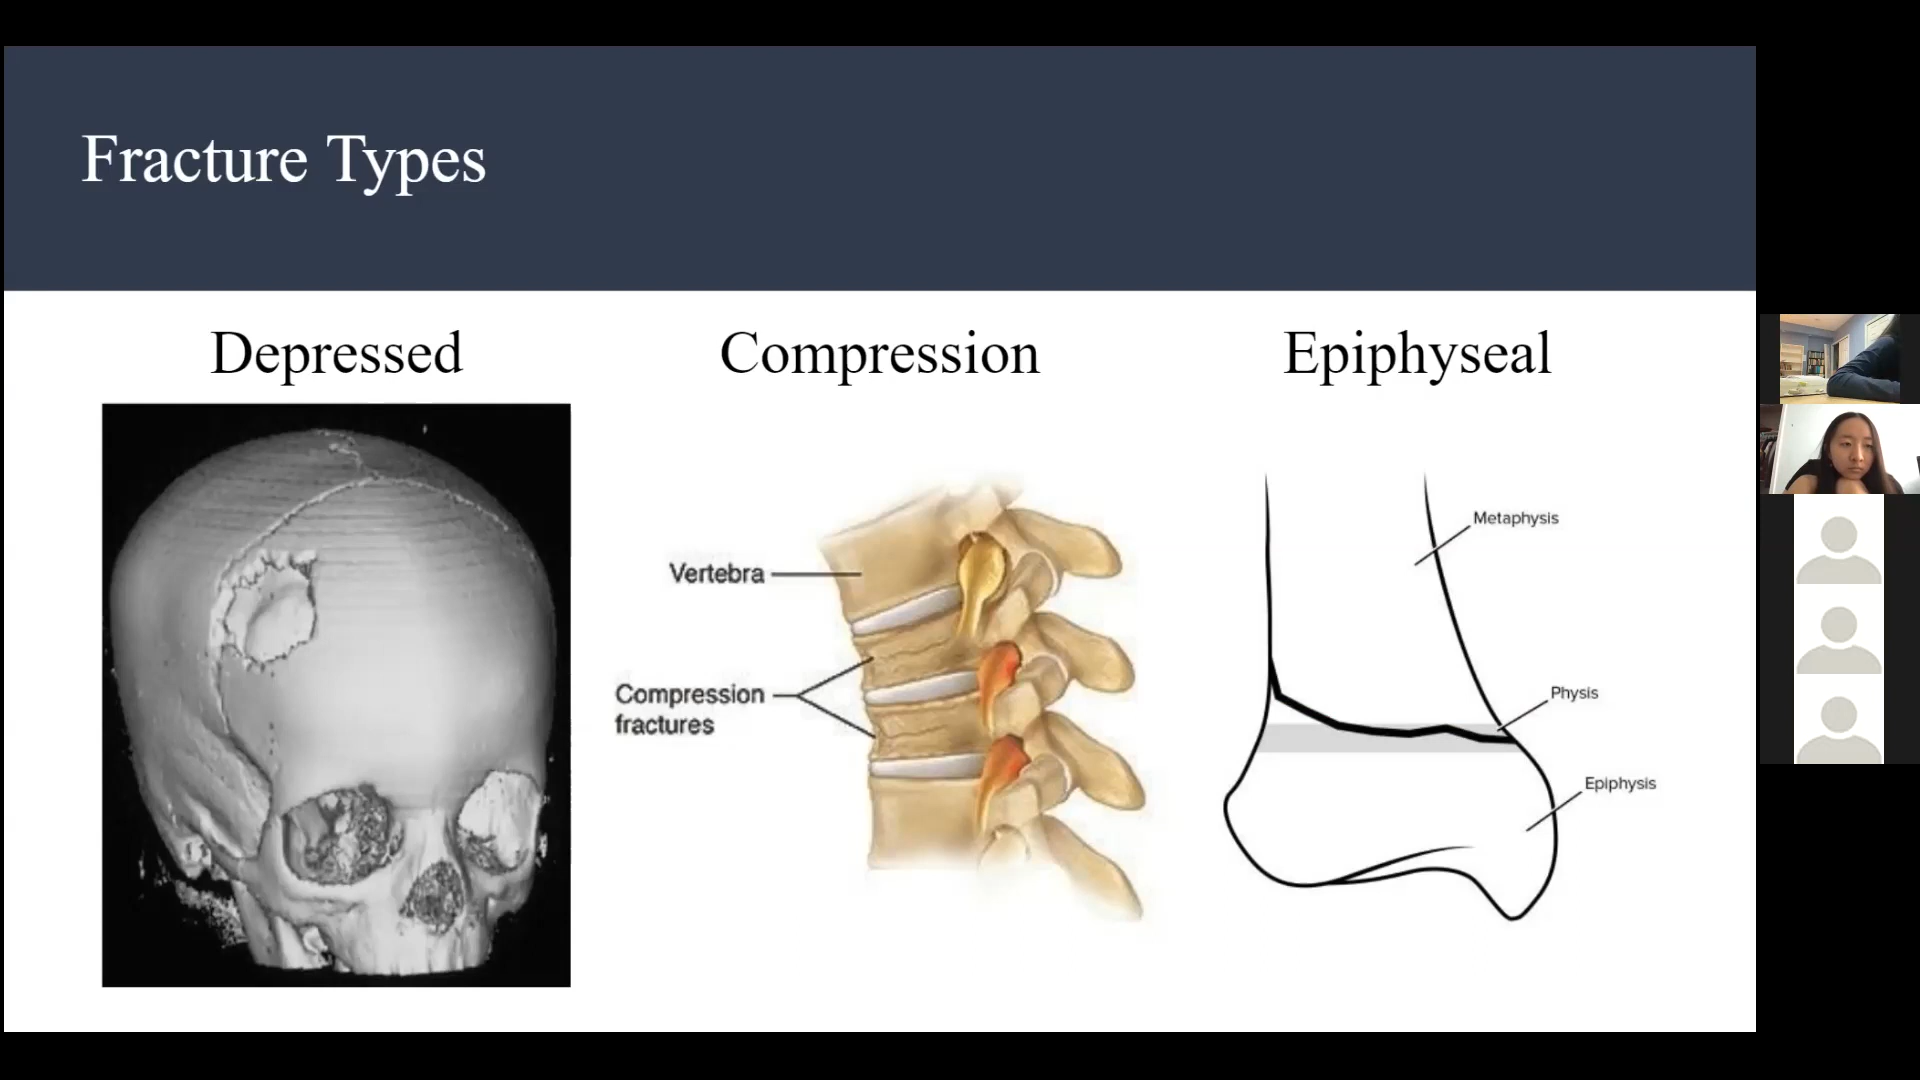 Fracture Types
Depressed
Compression
Epiphyseal
Vertebra
Compression
fractures
Metaphysis
Physis
Epiphysis